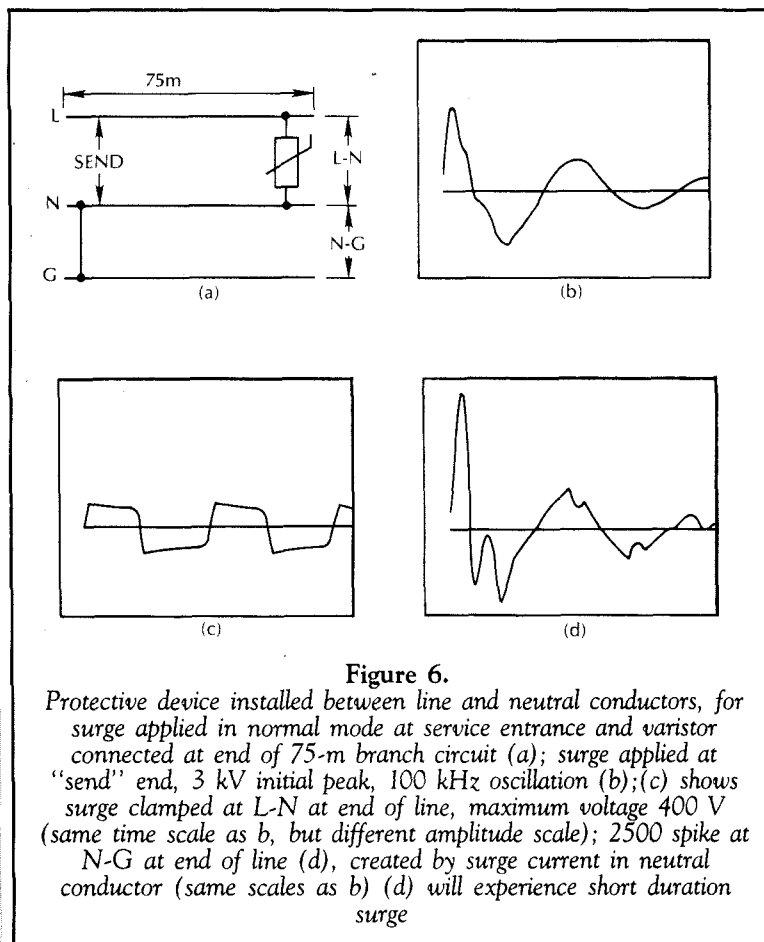 75m
L
SEND
L-N
N
N-G
G
(a)
(b)
(c)
(d)
Figure 6.
Protective device installed between line and neutral conductors, for
surge applied in normal mode at service entrance and varistor
connected at end of 75-m branch circuit (a); surge applied at
"send" end, 3 kV initial peak, 100 kHz oscillation (b);(c) shows
surge clamped at L-N at end of line, maximum voltage 400 V
(same time scale as b, but different amplitude scale); 2500 spike at
N-G at end of line (d), created by surge current in neutral
conductor (same scales as b) (d) will experience short duration
surge